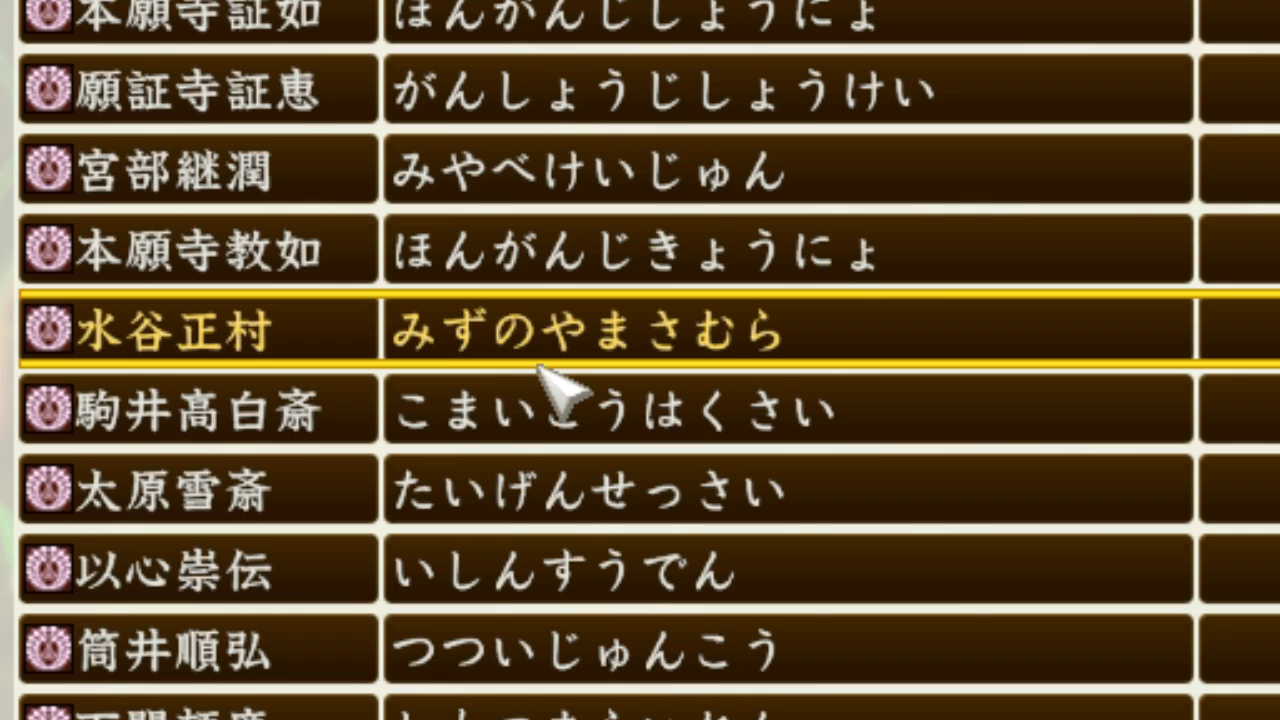 本願寺証如 ほんがんじしょうにょ
願証寺証恵 がんしょうじしょうけい
宮部継潤 みやべけいじゅん
本願寺教如 ほんがんじきょうにょ
水谷正村 みずのやまさむら
駒井高白斎 こまいこうはくさい
太原雪斎 たいげんせっさい
以心崇伝 いしんすうでん
筒井順弘 つついじゅんこう